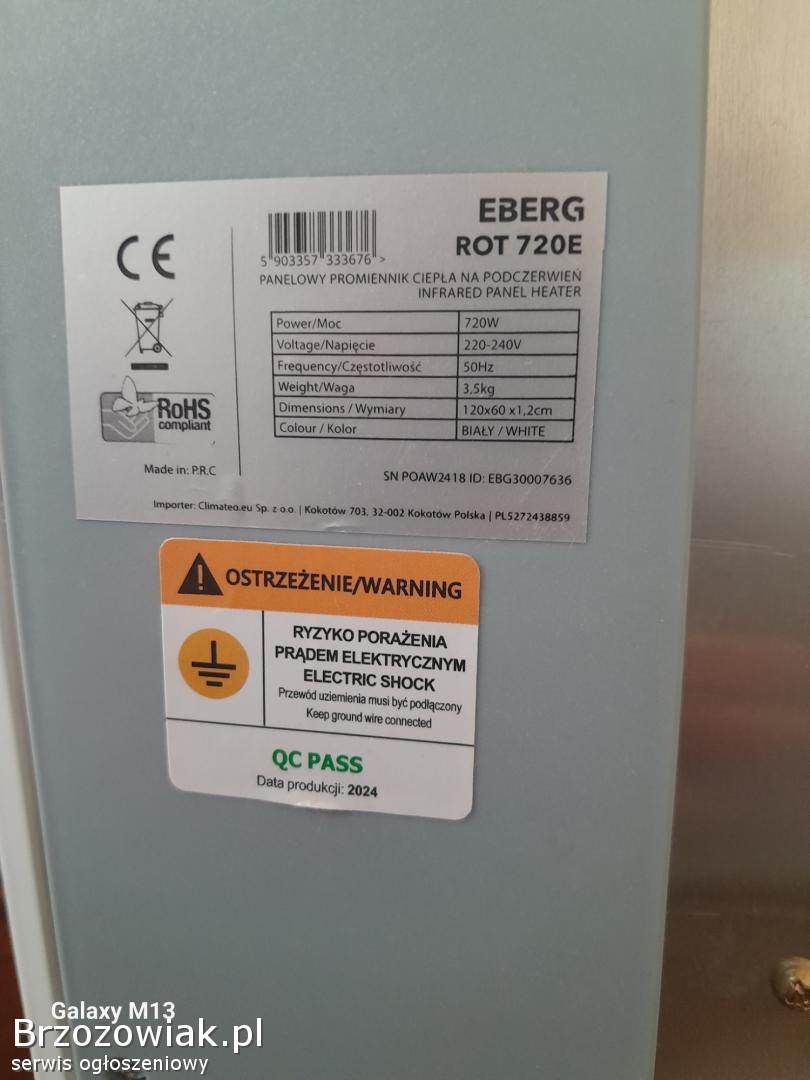 CE
5 903357 333676 >
EBERG
ROT 720E
PANELOWY PROMIENNIK CIEPŁA NA PODCZERWIEŃ
INFRARED PANEL HEATER
Power/Moc 720W
Voltage/Napięcie 220-240V
Frequency/Częstotliwość 50Hz
Weight/Waga 3,5kg
Dimensions / Wymiary 120x60 x1,2cm
Colour / Kolor BIAŁY / WHITE
RoHS
compliant
Made in: P.R.C
SN POAW2418 ID: EBG30007636
Importer: Climateo.eu Sp. z o.o. | Kokotów 703, 32-002 Kokotów Polska | PL5272438859
OSTRZEŻENIE/WARNING
RYZYKO PORAŻENIA
PRĄDEM ELEKTRYCZNYM
ELECTRIC SHOCK
Przewód uziemienia musi być podłączony
Keep ground wire connected
QC PASS
Data produkcji: 2024
Galaxy M13
Brzozowiak.pl
serwis ogłoszeniowy